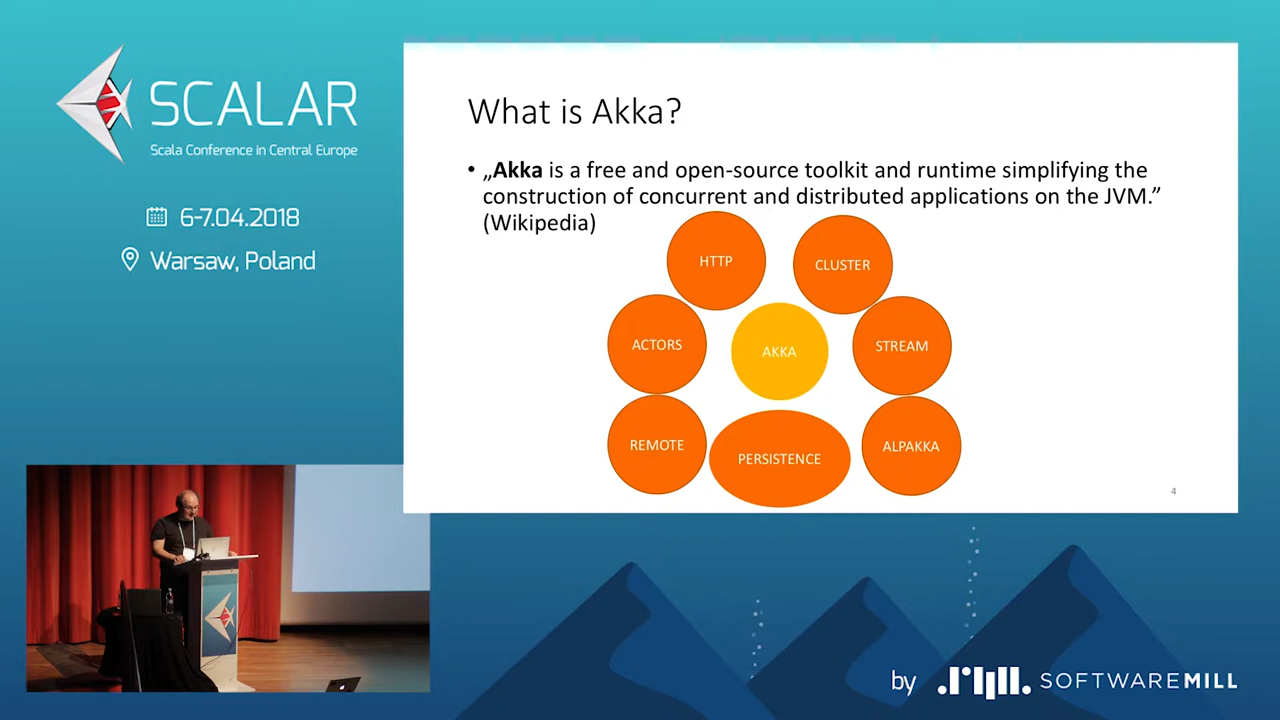 SCALAR
Scala Conference in Central Europe
6-7.04.2018
Warsaw, Poland
What is Akka?
• „Akka is a free and open-source toolkit and runtime simplifying the
construction of concurrent and distributed applications on the JVM.”
(Wikipedia)
HTTP
CLUSTER
ACTORS
AKKA
STREAM
REMOTE
PERSISTENCE
ALPAKKA
4
by SOFTWAREMILL